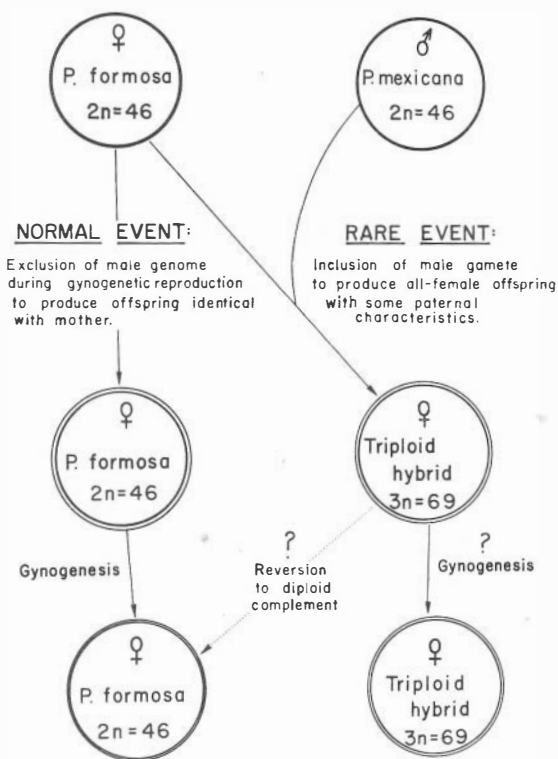 ♀
P. formosa
2n=46
♂
P. mexicana
2n=46
NORMAL EVENT:
Exclusion of male genome
during gynogenetic reproduction
to produce offspring identical
with mother.
RARE EVENT:
Inclusion of male gamete
to produce all-female offspring
with some paternal
characteristics.
♀
P. formosa
2n=46
♀
Triploid
hybrid
3n=69
Gynogenesis
?
Reversion
to diploid
complement
?
Gynogenesis
♀
P. formosa
2n=46
♀
Triploid
hybrid
3n=69